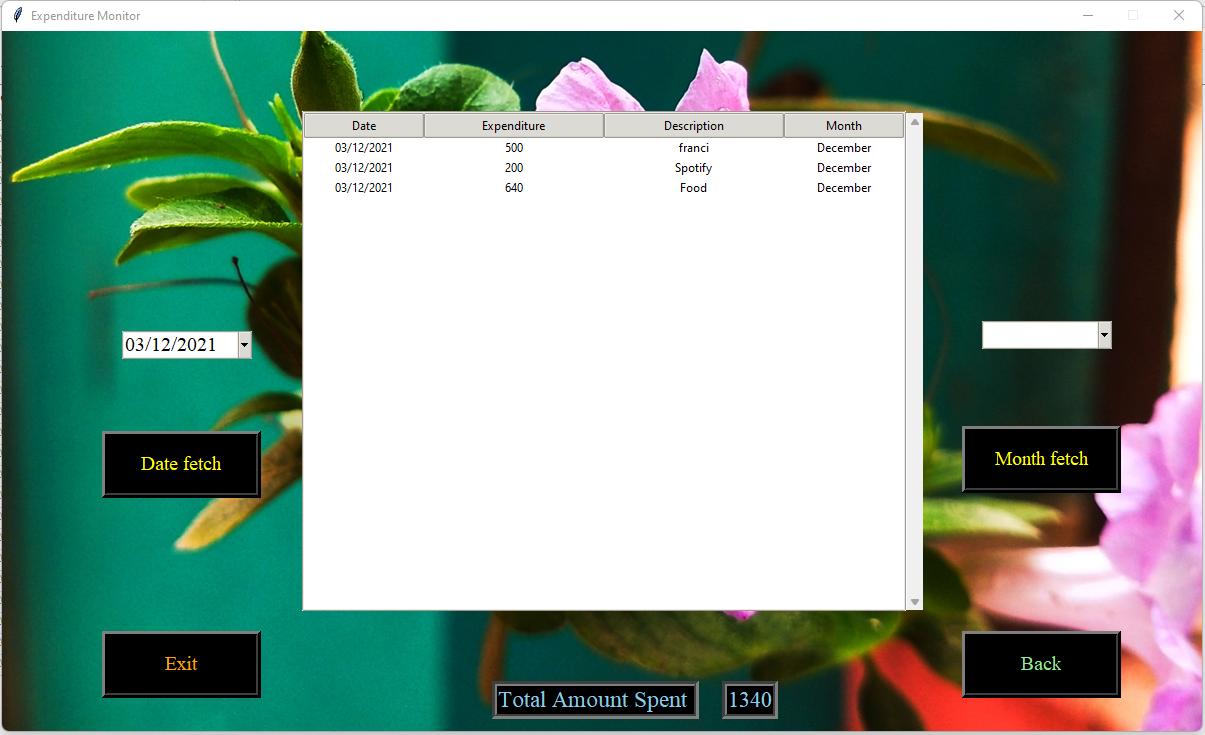 Expenditure Monitor
Date Expenditure Description Month
03/12/2021 500 franci December
03/12/2021 200 Spotify December
03/12/2021 640 Food December
03/12/2021
Date fetch
Month fetch
Exit
Back
Total Amount Spent 1340